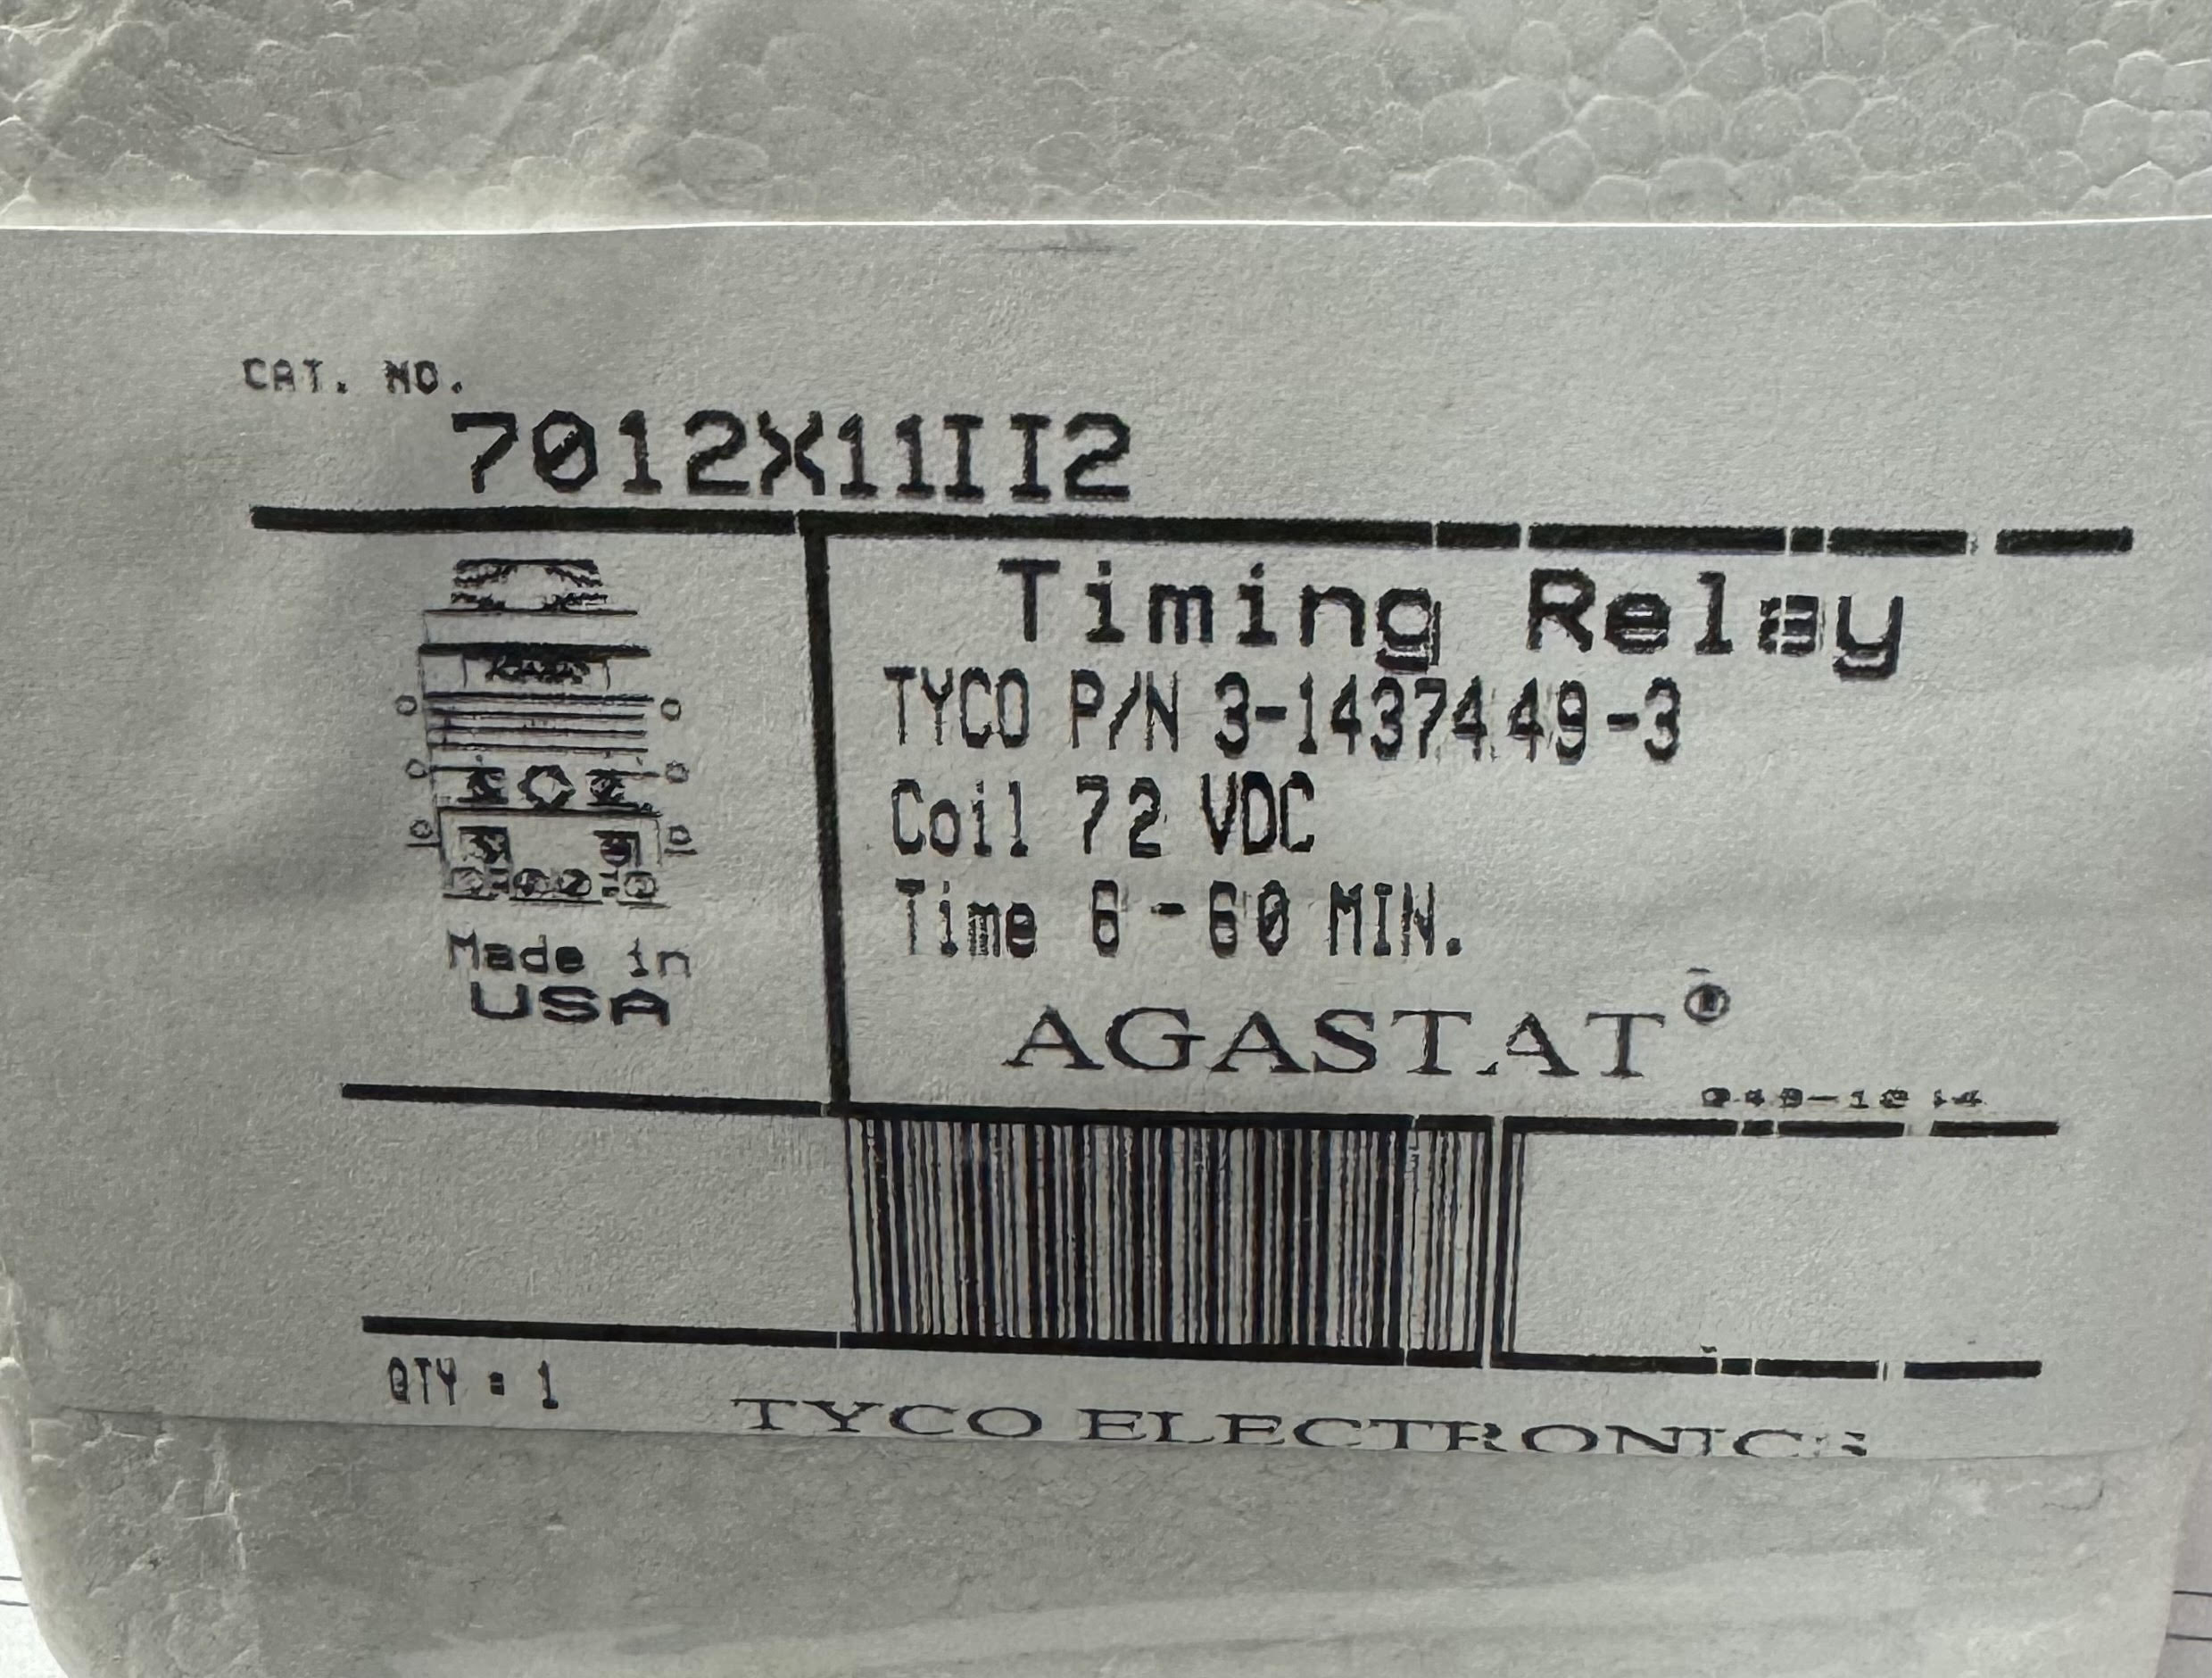 CAT. NO.
7012X11II2
Timing Relay
TYCO P/N 3-1437449-3
Coil 72 VDC
Time 6 - 60 MIN.
Made in
USA
AGASTAT®
QTY = 1
TYCO ELECTRONICS